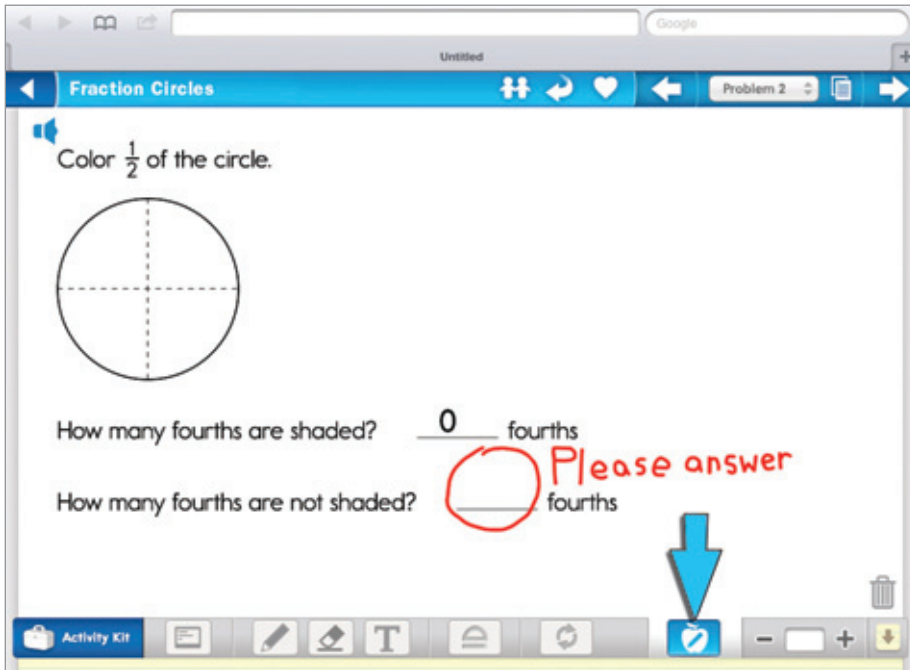 Google
Untitled
+
Fraction Circles
Problem 2
Color 1/2 of the circle.
How many fourths are shaded? 0 fourths
Please answer
How many fourths are not shaded? ____ fourths
Activity Kit
T
− +